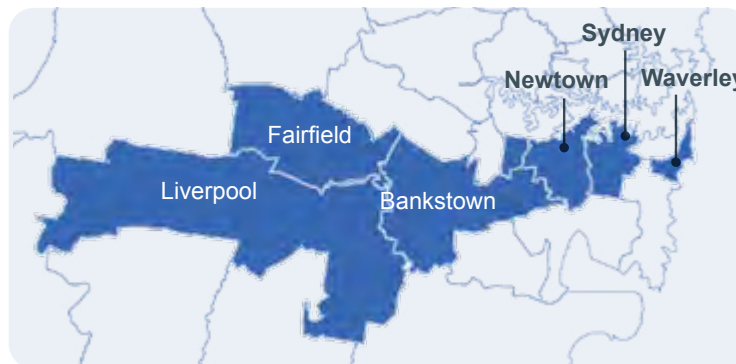 Sydney
Newtown
Waverley
Fairfield
Liverpool
Bankstown